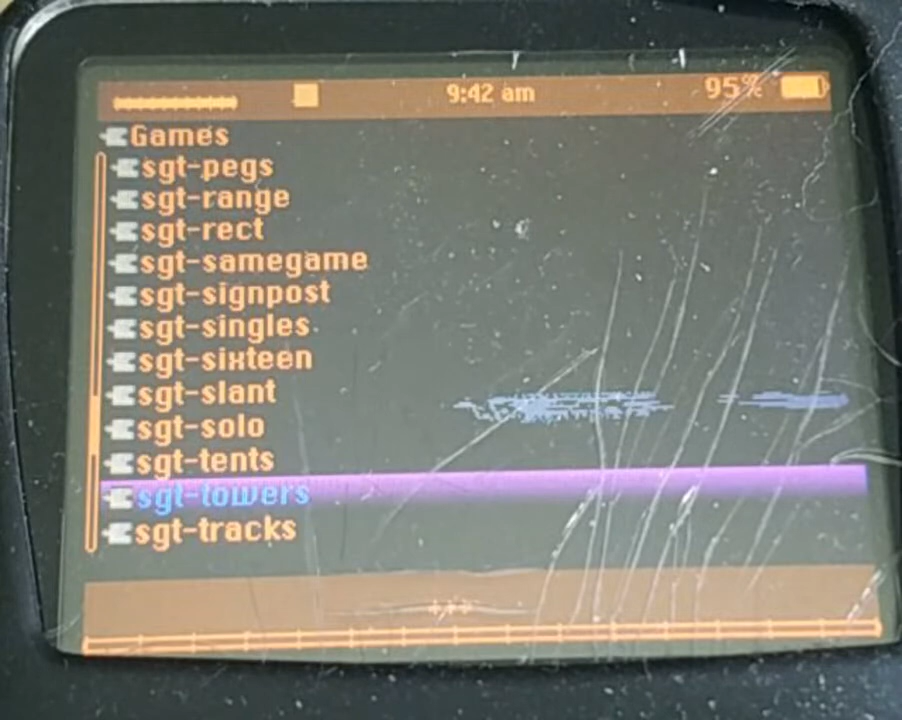 9:42 am 95%
Games
sgt-pegs
sgt-range
sgt-rect
sgt-samegame
sgt-signpost
sgt-singles
sgt-sixteen
sgt-slant
sgt-solo
sgt-tents
sgt-towers
sgt-tracks